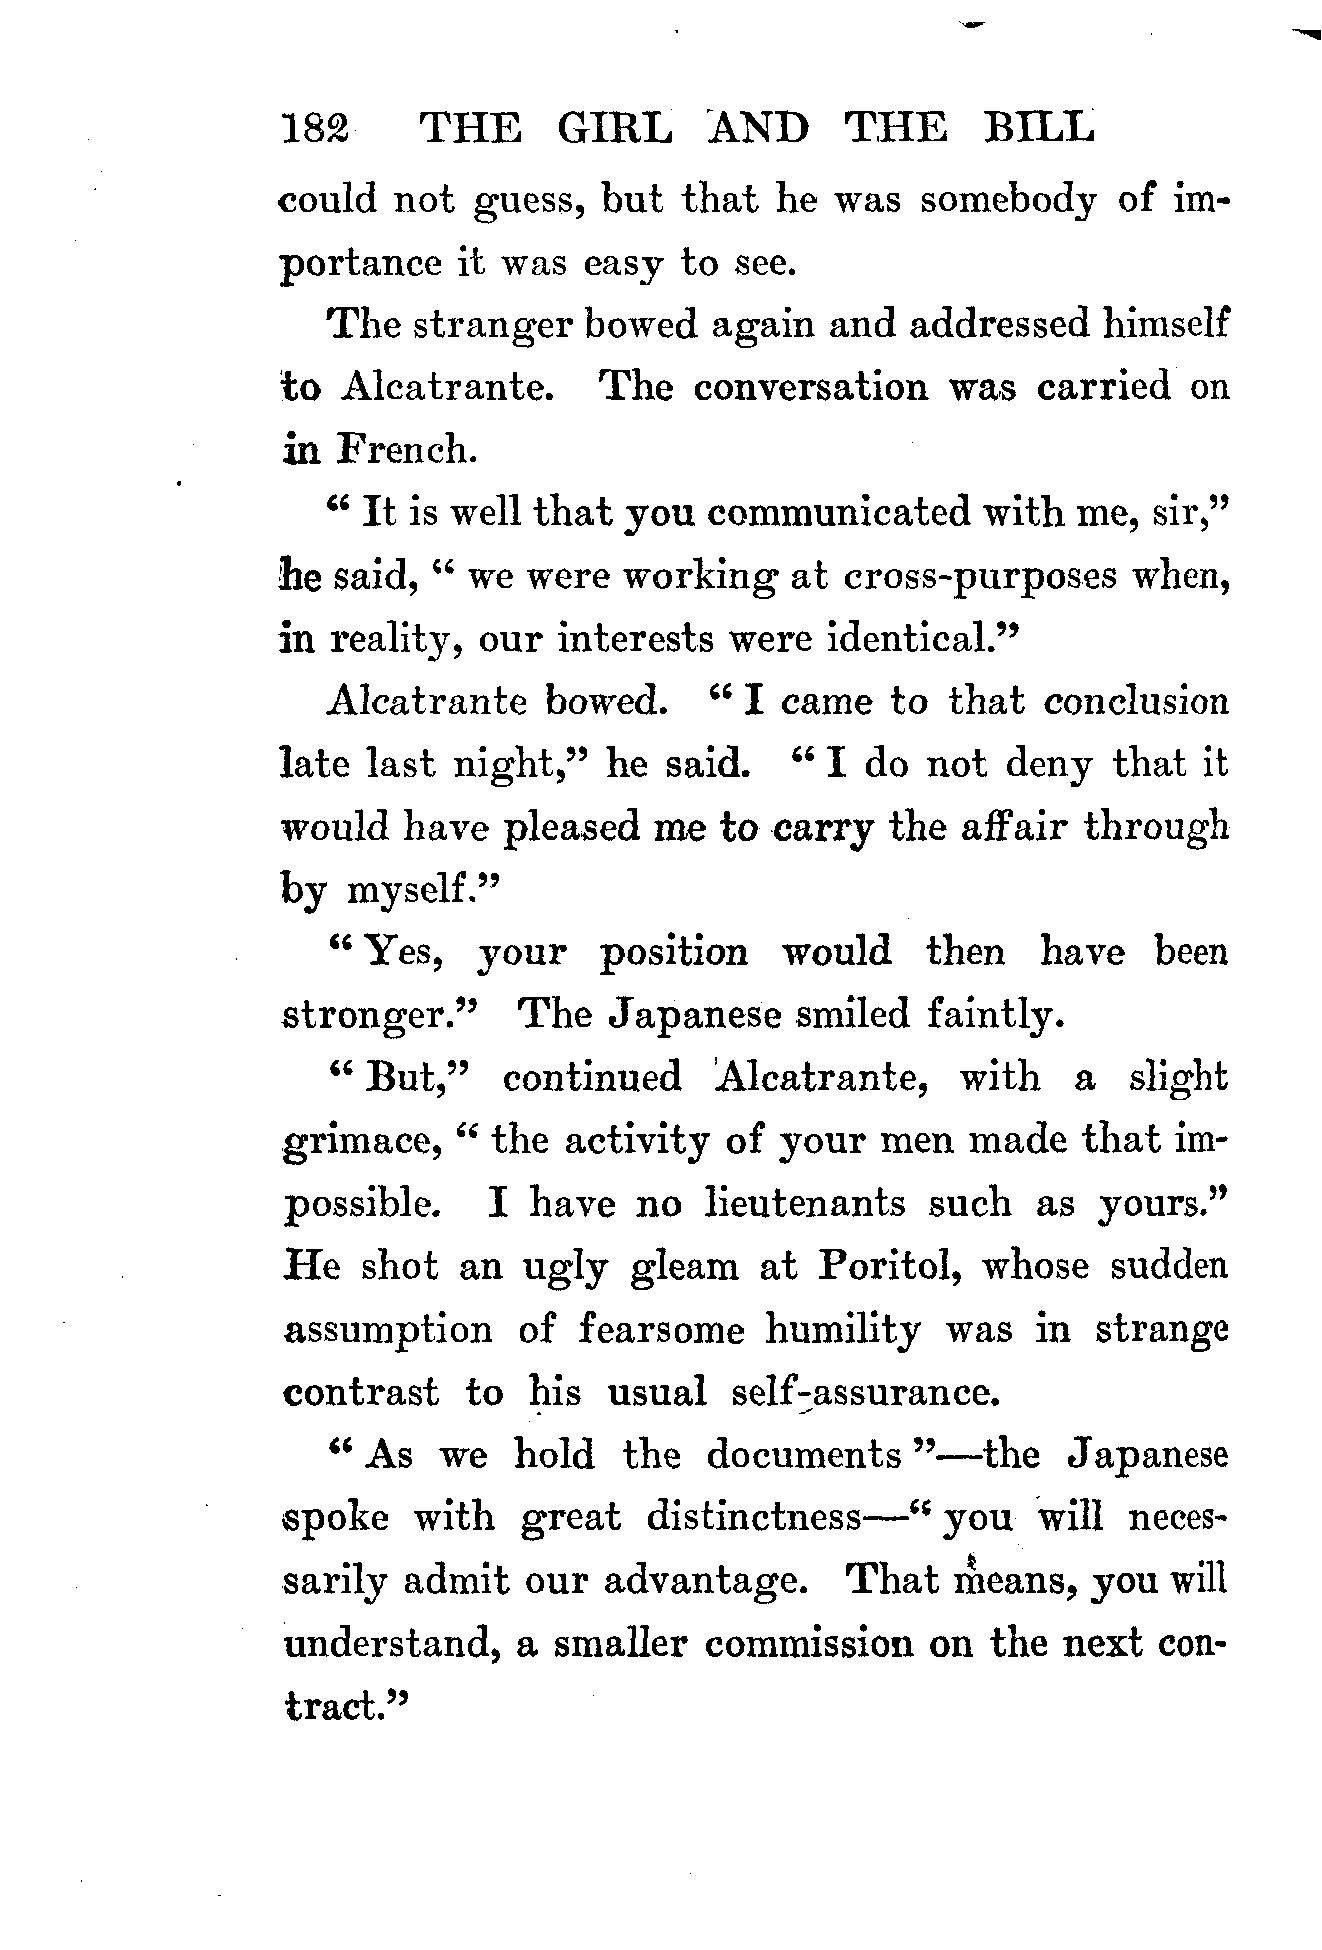 182 THE GIRL AND THE BILL
could not guess, but that he was somebody of im-
portance it was easy to see.
The stranger bowed again and addressed himself
to Alcatrante. The conversation was carried on
in French.
“ It is well that you communicated with me, sir,”
he said, “ we were working at cross-purposes when,
in reality, our interests were identical.”
Alcatrante bowed. “ I came to that conclusion
late last night,” he said. “ I do not deny that it
would have pleased me to carry the affair through
by myself.”
“ Yes, your position would then have been
stronger.” The Japanese smiled faintly.
“ But,” continued Alcatrante, with a slight
grimace, “ the activity of your men made that im-
possible. I have no lieutenants such as yours.”
He shot an ugly gleam at Poritol, whose sudden
assumption of fearsome humility was in strange
contrast to his usual self-assurance.
“ As we hold the documents ”—the Japanese
spoke with great distinctness—“ you will neces-
sarily admit our advantage. That means, you will
understand, a smaller commission on the next con-
tract.”